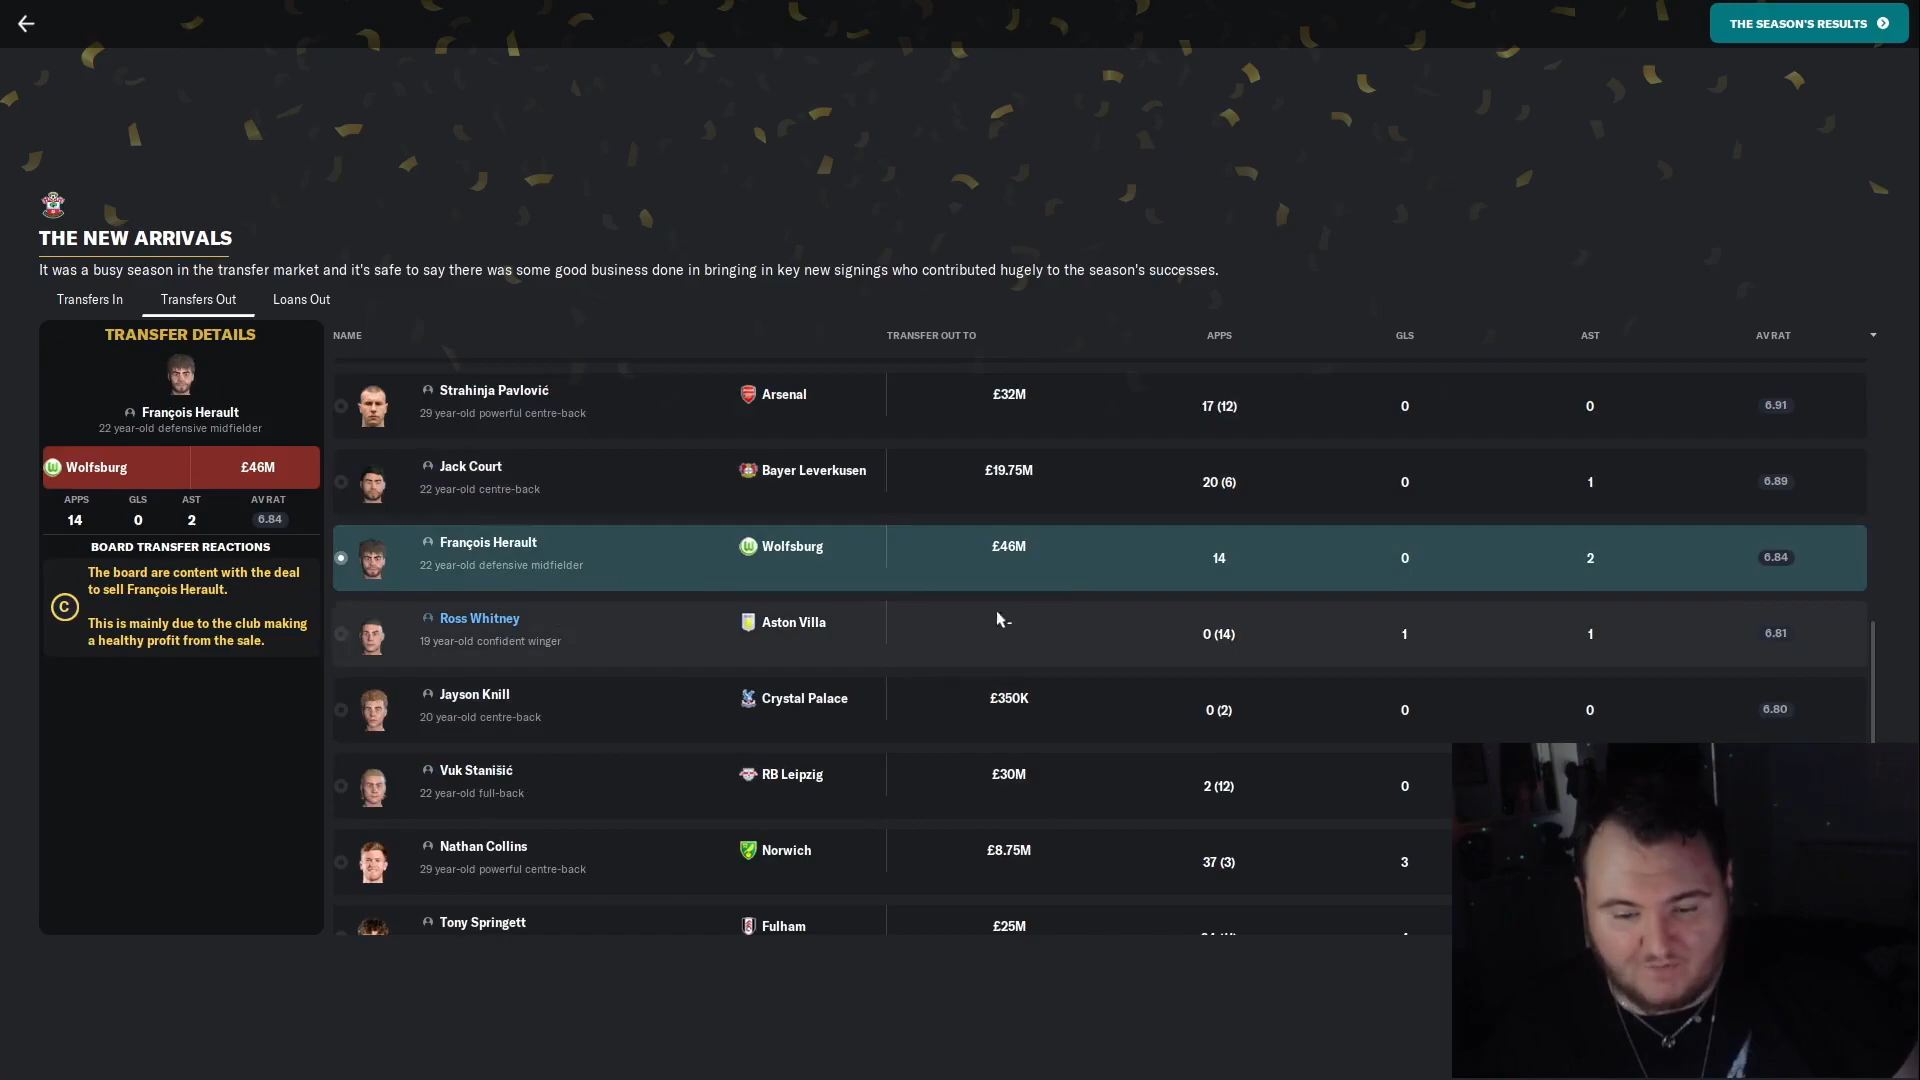 THE SEASON'S RESULTS
THE NEW ARRIVALS
It was a busy season in the transfer market and it's safe to say there was some good business done in bringing in key new signings who contributed hugely to the season's successes.
Transfers In Transfers Out Loans Out
TRANSFER DETAILS
François Herault
22 year-old defensive midfielder
Wolfsburg £46M
APPS GLS AST AV RAT
14 0 2 6.84
BOARD TRANSFER REACTIONS
C
The board are content with the deal
to sell François Herault.
This is mainly due to the club making
a healthy profit from the sale.
NAME TRANSFER OUT TO APPS GLS AST AV RAT
Strahinja Pavlović Arsenal £32M 17 (12) 0 0 6.91
29 year-old powerful centre-back
Jack Court Bayer Leverkusen £19.75M 20 (6) 0 1 6.89
22 year-old centre-back
François Herault Wolfsburg £46M 14 0 2 6.84
22 year-old defensive midfielder
Ross Whitney Aston Villa - 0 (14) 1 1 6.81
19 year-old confident winger
Jayson Knill Crystal Palace £350K 0 (2) 0 0 6.80
20 year-old centre-back
Vuk Stanišić RB Leipzig £30M 2 (12) 0
22 year-old full-back
Nathan Collins Norwich £8.75M 37 (3) 3
29 year-old powerful centre-back
Tony Springett Fulham £25M